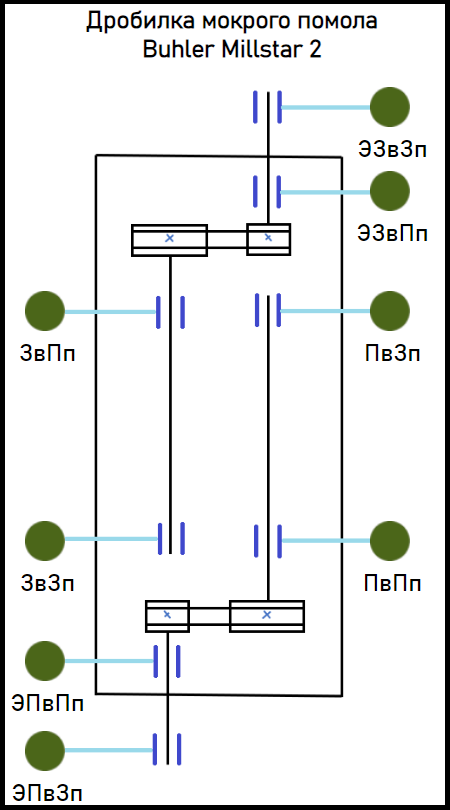 Дробилка мокрого помола
Buhler Millstar 2
ЭЗвЗп
ЭЗвПп
ЗвПп
ПвЗп
ЗвЗп
ПвПп
ЭПвПп
ЭПвЗп